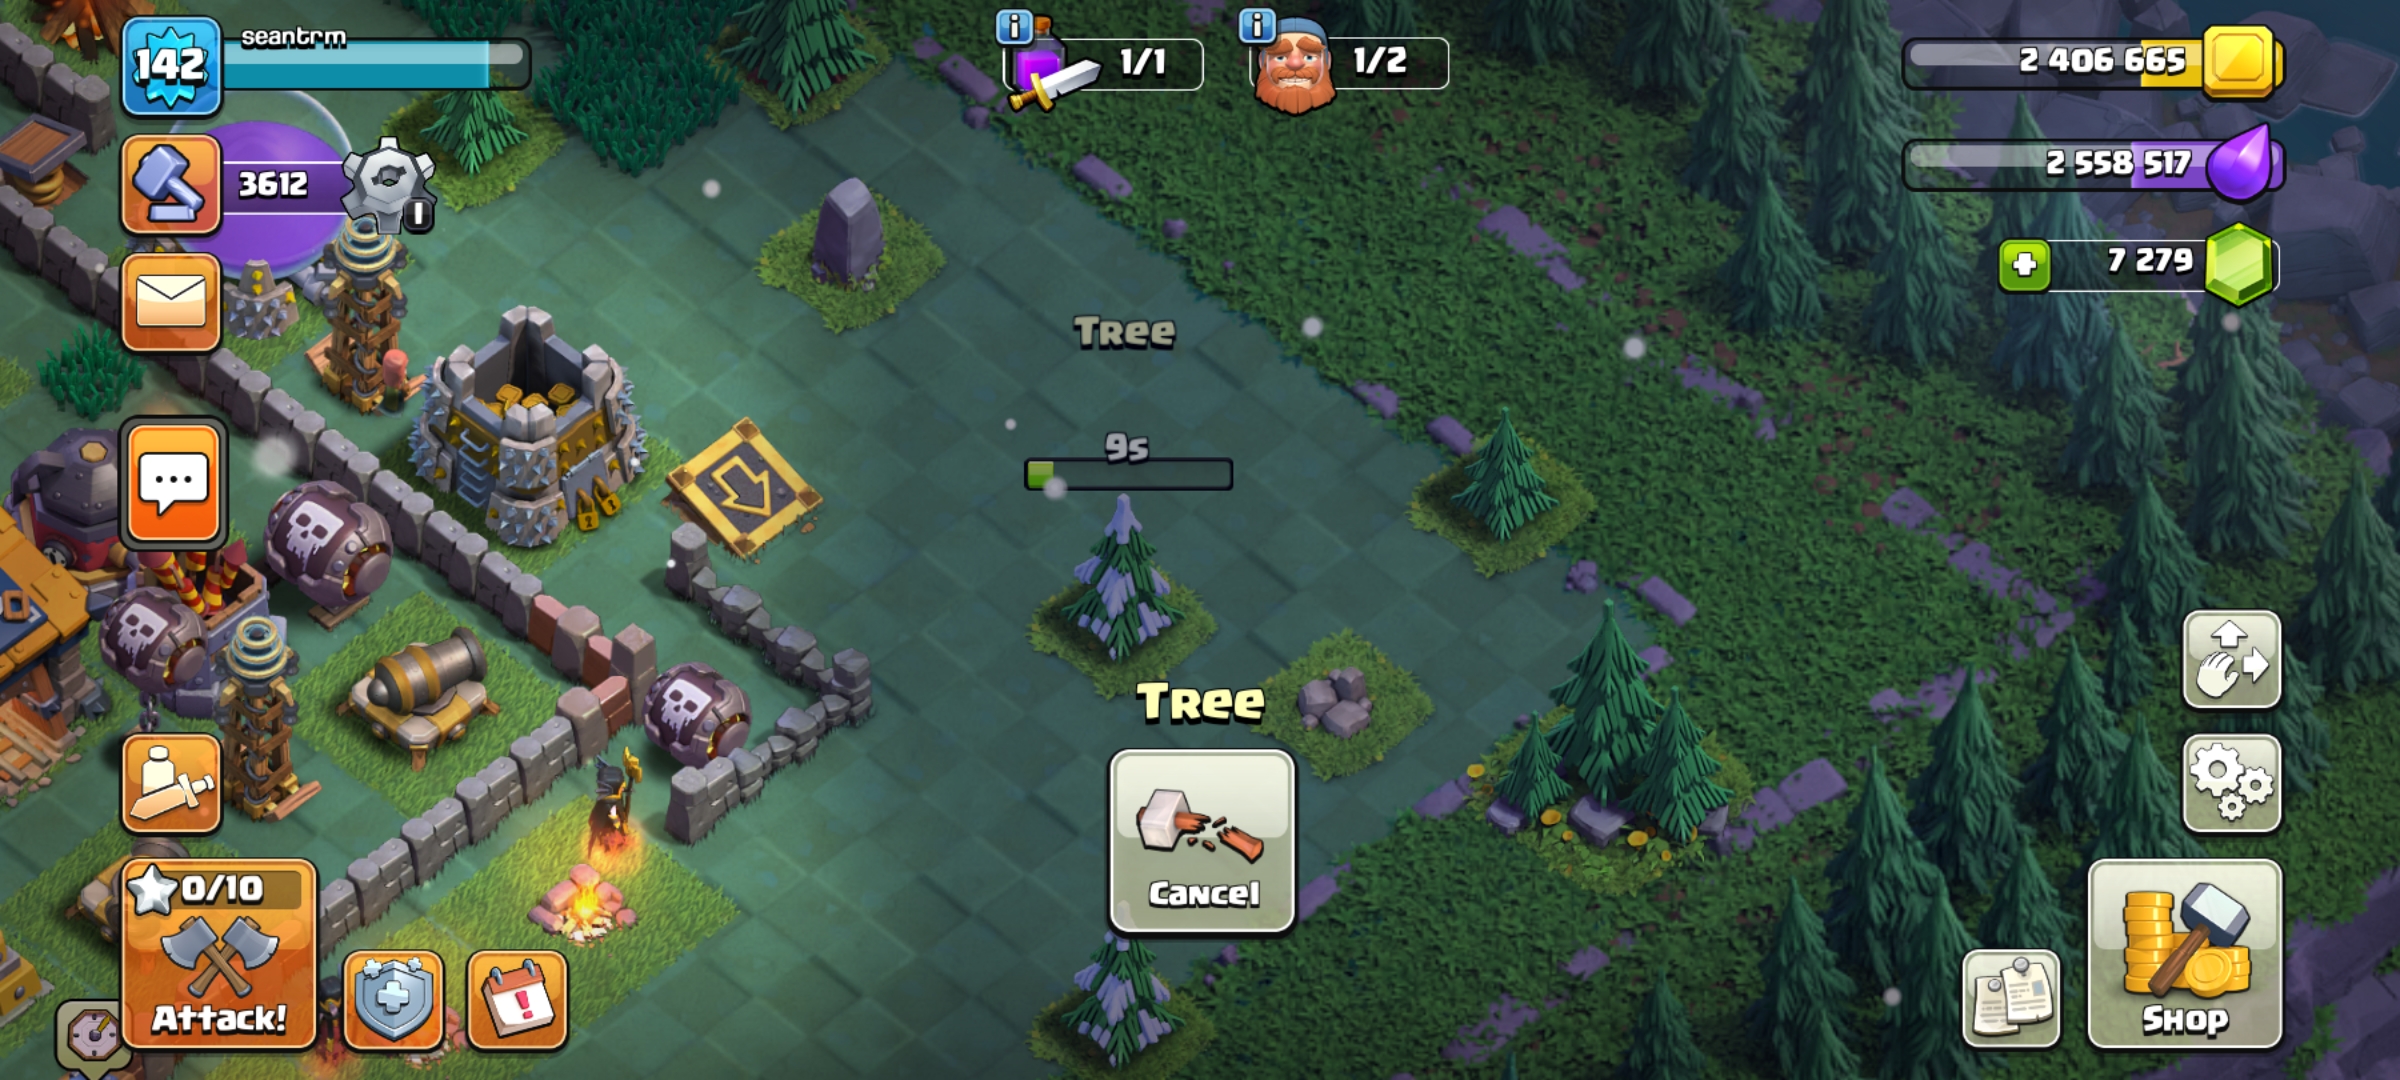 142
seantrm
1/1
1/2
2 406 665
3612
I
2 558 517
7 279
Tree
9s
Tree
Cancel
0/10
Attack!
Shop